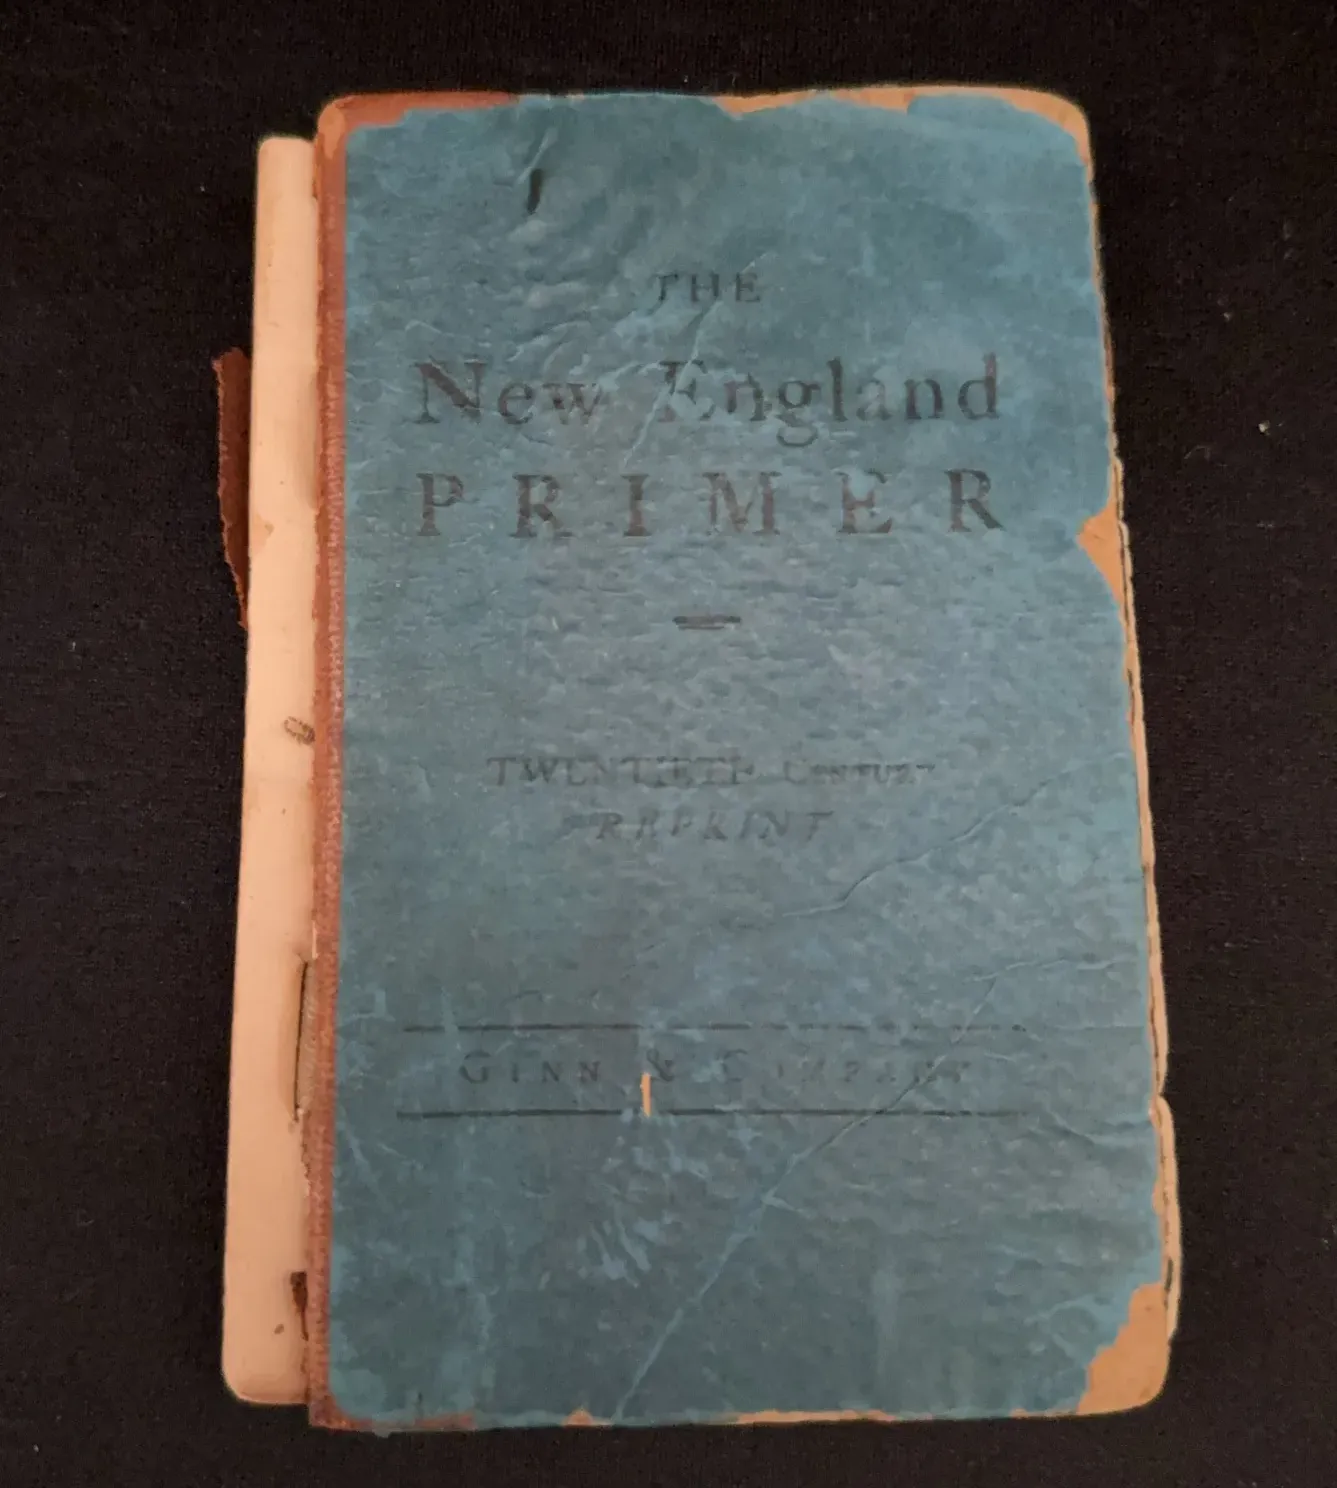 THE
New England
PRIMER
TWENTIETH CENTURY
REPRINT
GINN & COMPANY